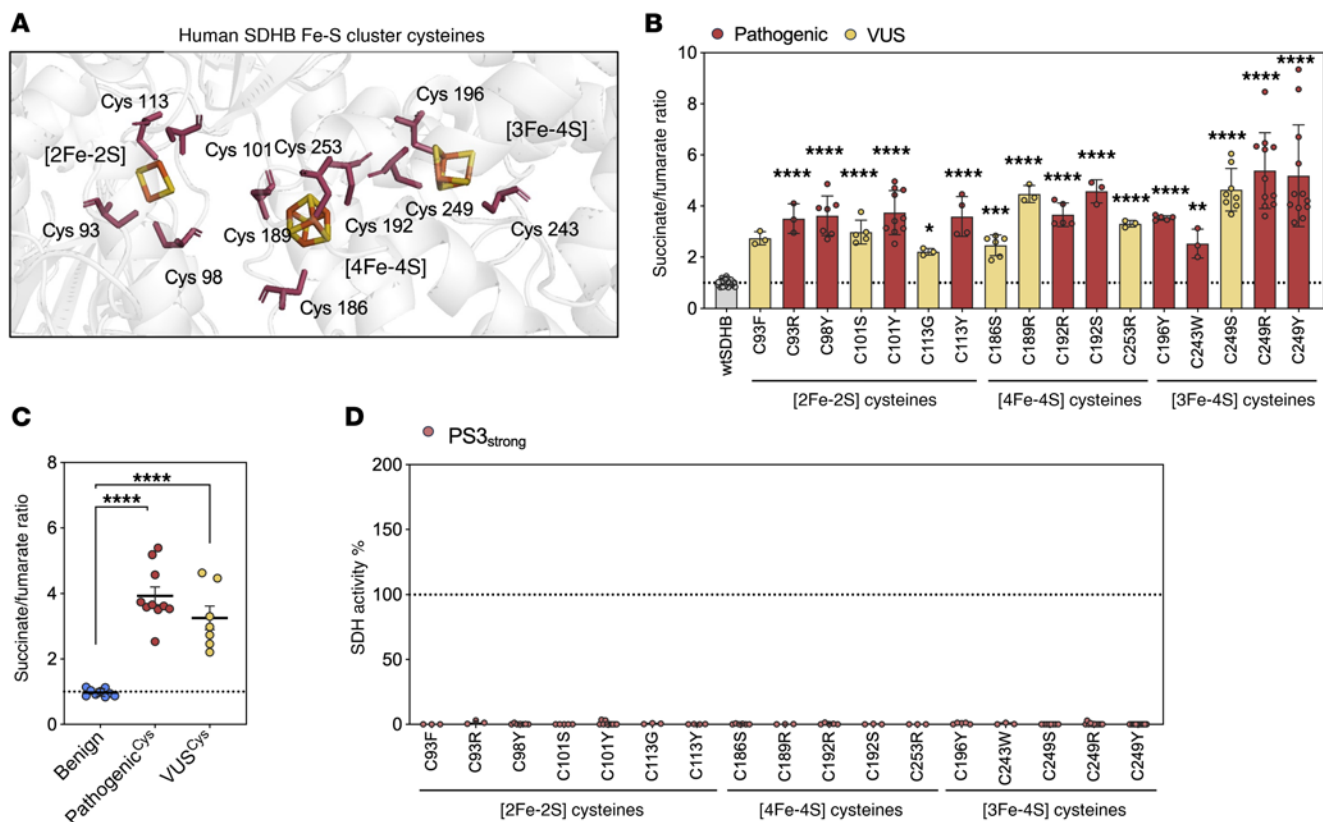 A
Human SDHB Fe-S cluster cysteines
Cys 113
[2Fe-2S]
Cys 196
[3Fe-4S]
Cys 101
Cys 253
Cys 93
Cys 189
Cys 192
Cys 249
Cys 243
Cys 98
[4Fe-4S]
Cys 186
B
Pathogenic
VUS
Succinate/fumarate ratio
10
8
6
4
2
0
****
****
****
****
*
****
***
****
****
****
****
****
**
****
****
****
wtSDHB
C93F
C93R
C98Y
C101S
C101Y
C113G
C113Y
C186S
C189R
C192R
C192S
C253R
C196Y
C243W
C249S
C249R
C249Y
[2Fe-2S] cysteines
[4Fe-4S] cysteines
[3Fe-4S] cysteines
C
Succinate/fumarate ratio
8
6
4
2
0
****
****
Benign
Pathogenic^Cys
VUS^Cys
D
PS3strong
SDH activity %
200
150
100
50
0
C93F
C93R
C98Y
C101S
C101Y
C113G
C113Y
C186S
C189R
C192R
C192S
C253R
C196Y
C243W
C249S
C249R
C249Y
[2Fe-2S] cysteines
[4Fe-4S] cysteines
[3Fe-4S] cysteines